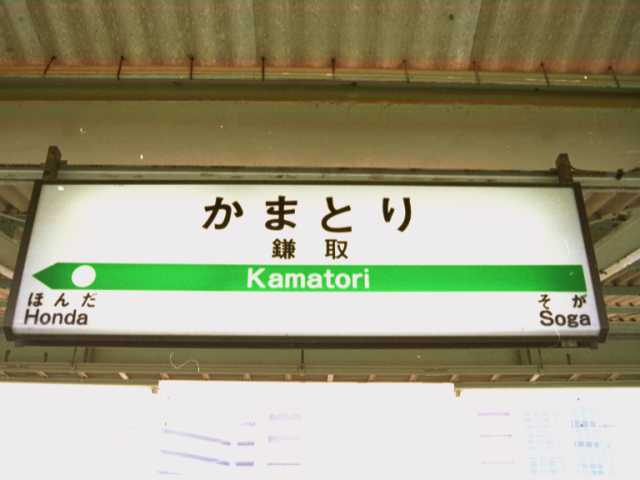 かまとり
鎌取
Kamatori
ほんだ
Honda
そが
Soga